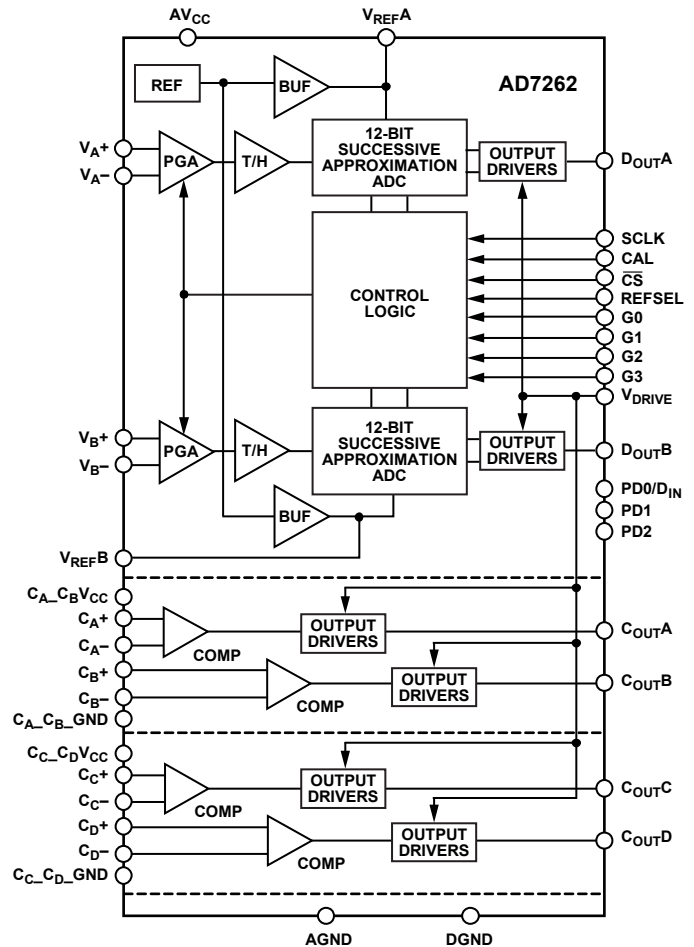 AVCC
VREFA
REF
BUF
AD7262
VA+
VA−
PGA
T/H
12-BIT
SUCCESSIVE
APPROXIMATION
ADC
OUTPUT
DRIVERS
DOUTA
CONTROL
LOGIC
SCLK
CAL
CS
REFSEL
G0
G1
G2
G3
VDRIVE
VB+
VB−
PGA
T/H
12-BIT
SUCCESSIVE
APPROXIMATION
ADC
OUTPUT
DRIVERS
DOUTB
BUF
PD0/DIN
PD1
PD2
VREFB
CA_CBVCC
CA+
CA−
COMP
OUTPUT
DRIVERS
COUTA
CB+
CB−
COMP
OUTPUT
DRIVERS
COUTB
CA_CB_GND
CC_CDVCC
CC+
CC−
COMP
OUTPUT
DRIVERS
COUTC
CD+
CD−
COMP
OUTPUT
DRIVERS
COUTD
CC_CD_GND
AGND
DGND